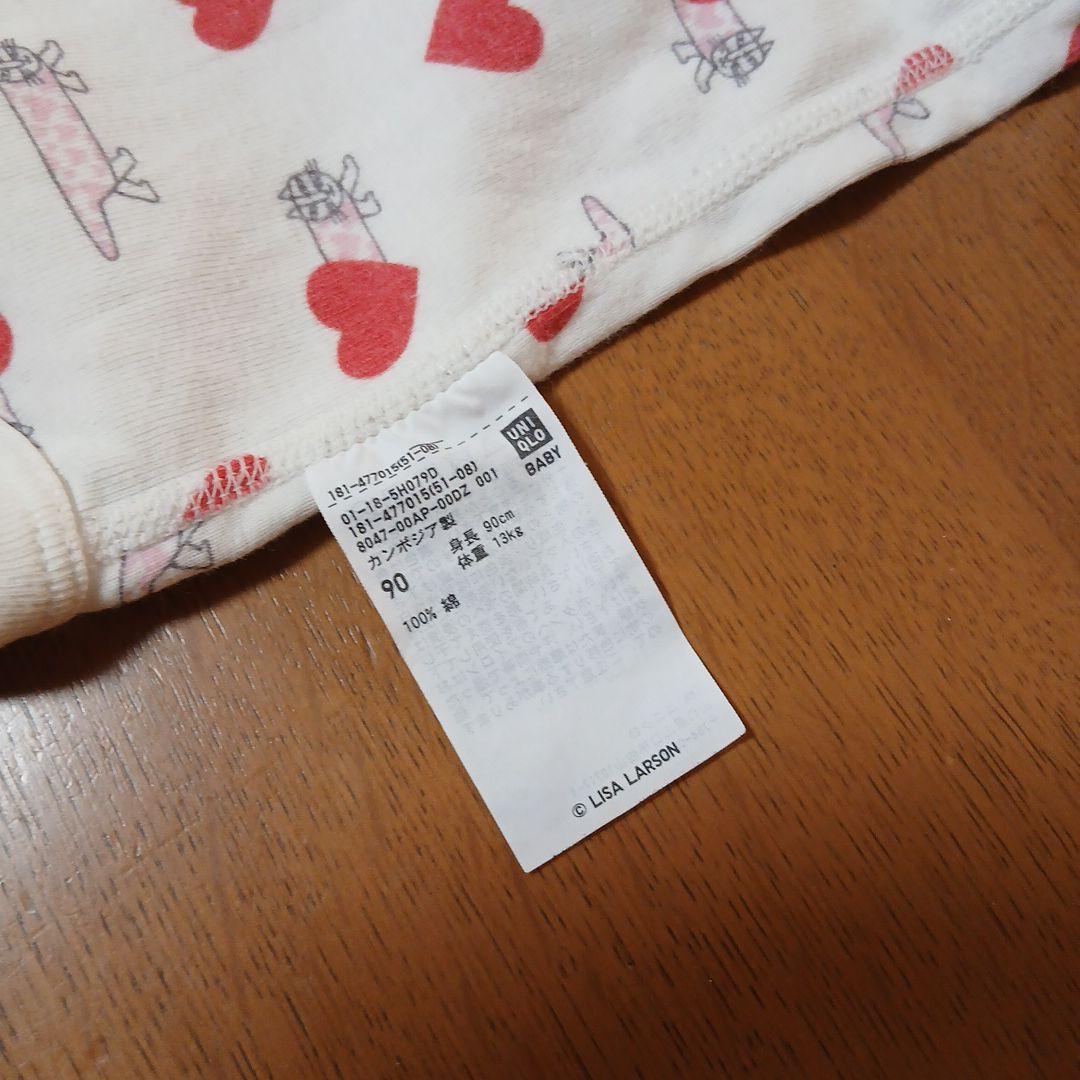 UNI
QLO
BABY
181-477015(51-08)
01-18-5H079D
181-477015(51-08)
8047-00AP-00DZ 001
カンボジア製
90
身長 90cm
体重 13kg
100% 綿
© LISA LARSON